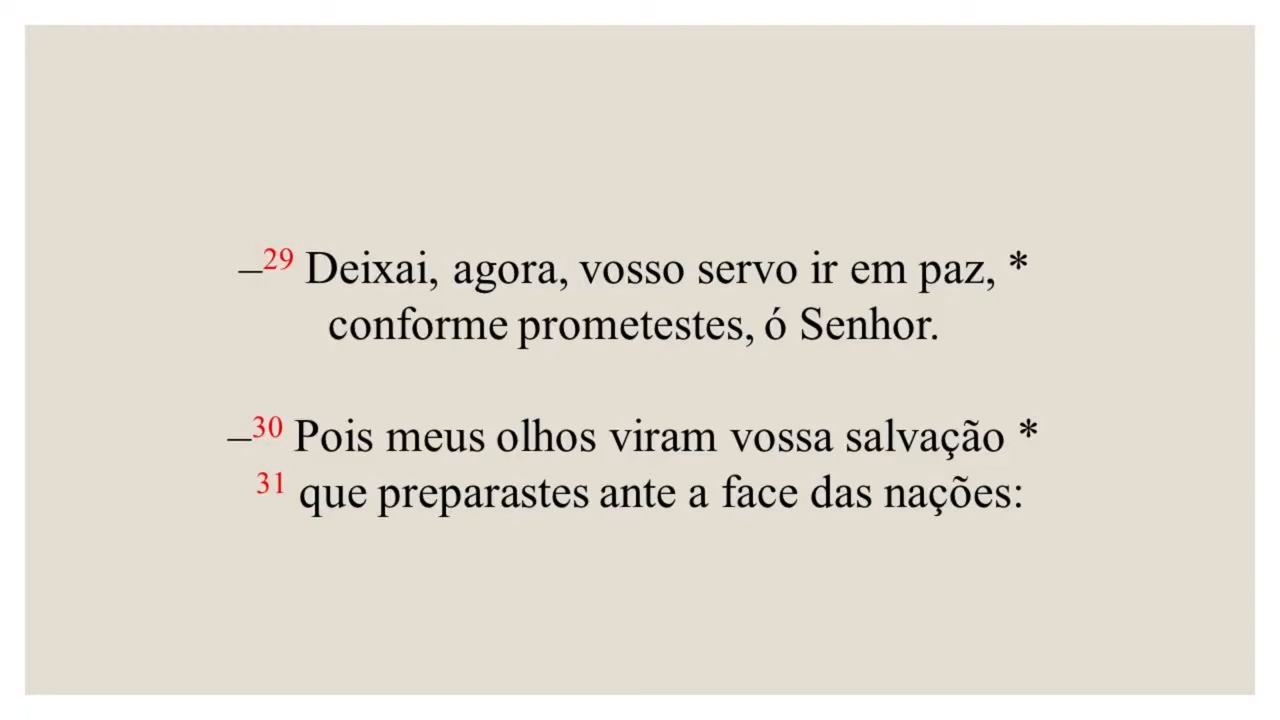 –29 Deixai, agora, vosso servo ir em paz, *
conforme prometestes, ó Senhor.
–30 Pois meus olhos viram vossa salvação *
31 que preparastes ante a face das nações: